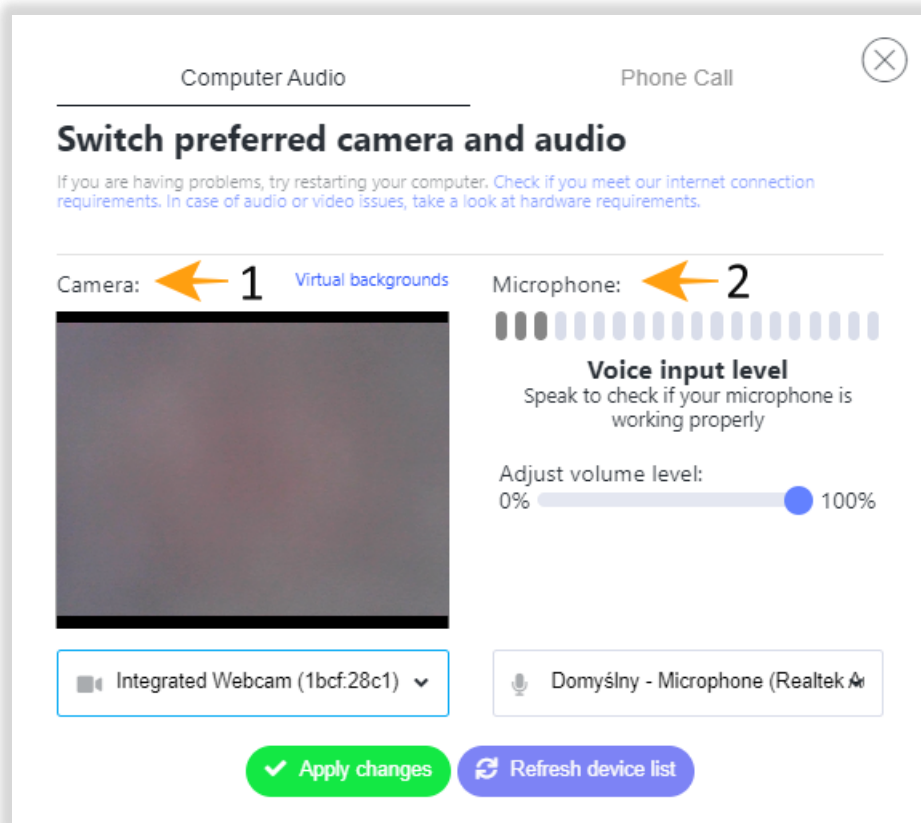 Computer Audio
Phone Call
Switch preferred camera and audio
If you are having problems, try restarting your computer. Check if you meet our internet connection
requirements. In case of audio or video issues, take a look at hardware requirements.
Camera:
1
Virtual backgrounds
Microphone:
2
Voice input level
Speak to check if your microphone is
working properly
Adjust volume level:
0%
100%
Integrated Webcam (1bcf:28c1)
Domyślny - Microphone (Realtek
Apply changes
Refresh device list